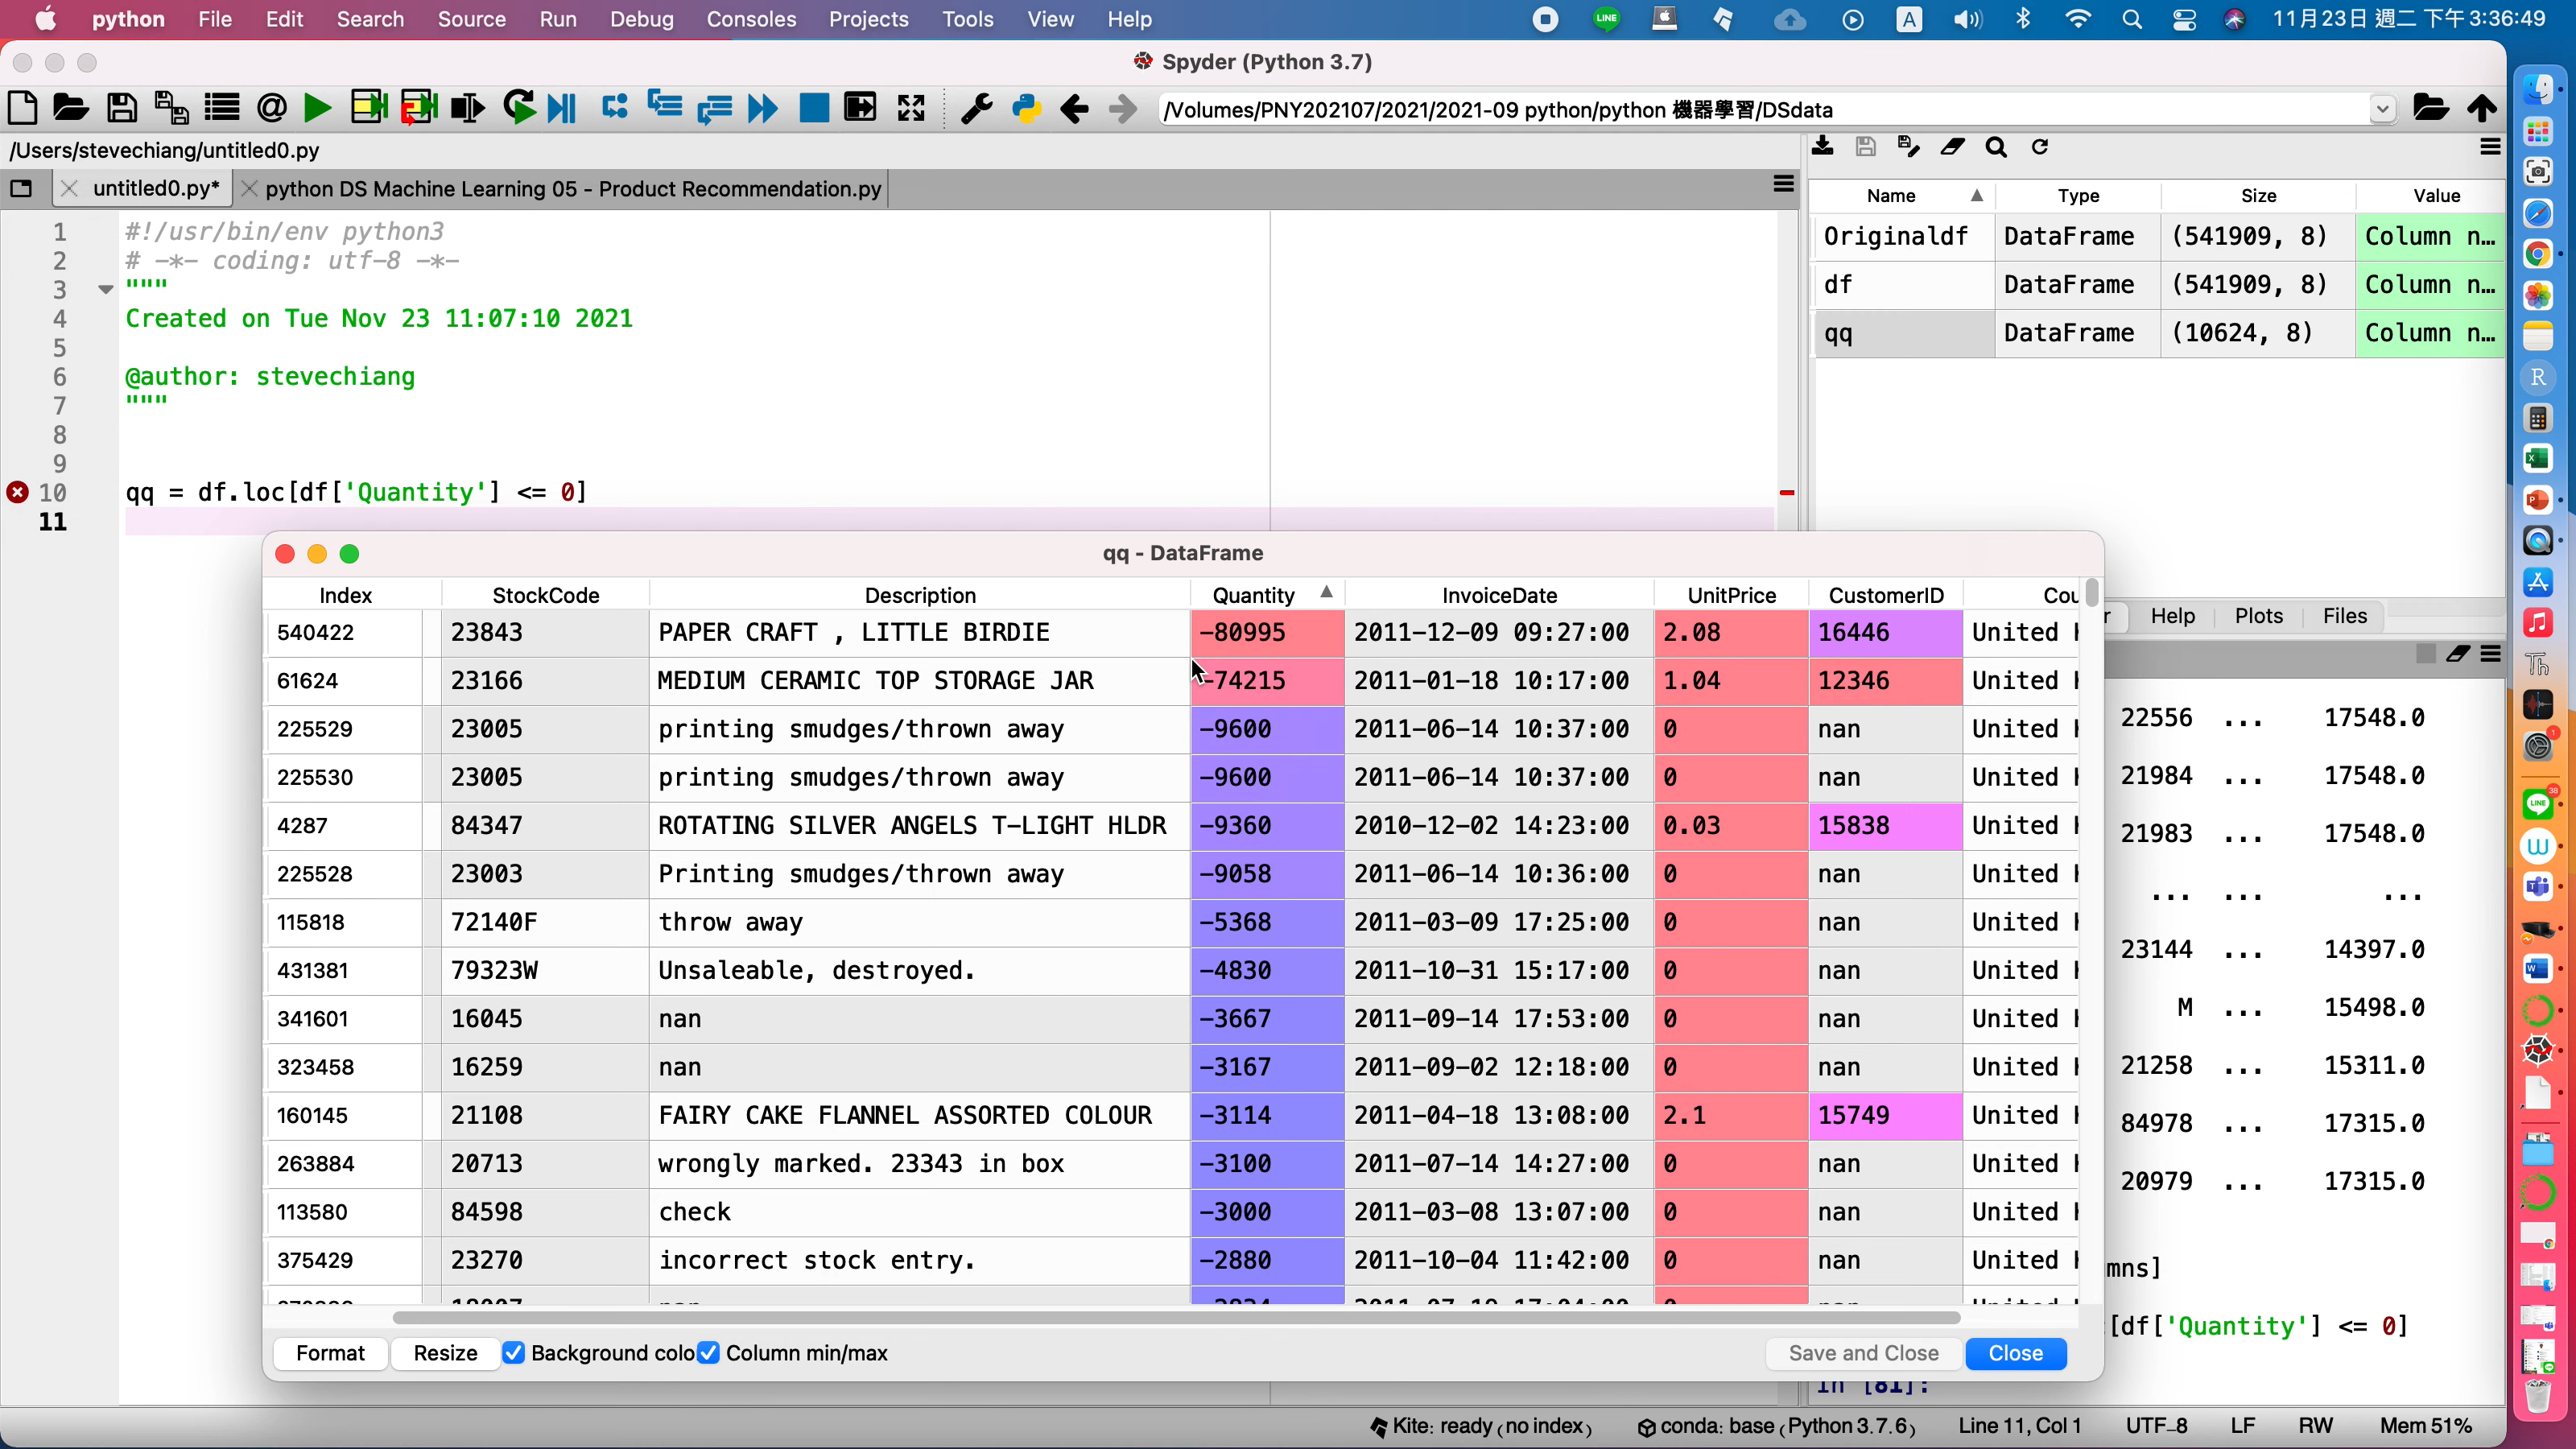 python File Edit Search Source Run Debug Consoles Projects Tools View Help LINE A 11月23日 週二 下午 3:36:49
Spyder (Python 3.7)
/Volumes/PNY202107/2021/2021-09 python/python 機器學習/DSdata
/Users/stevechiang/untitled0.py
untitled0.py* python DS Machine Learning 05 - Product Recommendation.py
1 #!/usr/bin/env python3
2 # -*- coding: utf-8 -*-
3 """
4 Created on Tue Nov 23 11:07:10 2021
5
6 @author: stevechiang
7 """
8
9
10 qq = df.loc[df['Quantity'] <= 0]
11
Name Type Size Value
Originaldf DataFrame (541909, 8) Column n…
df DataFrame (541909, 8) Column n…
qq DataFrame (10624, 8) Column n…
qq - DataFrame
Index StockCode Description Quantity InvoiceDate UnitPrice CustomerID Cou
540422 23843 PAPER CRAFT , LITTLE BIRDIE -80995 2011-12-09 09:27:00 2.08 16446 United
61624 23166 MEDIUM CERAMIC TOP STORAGE JAR -74215 2011-01-18 10:17:00 1.04 12346 United
225529 23005 printing smudges/thrown away -9600 2011-06-14 10:37:00 0 nan United
225530 23005 printing smudges/thrown away -9600 2011-06-14 10:37:00 0 nan United
4287 84347 ROTATING SILVER ANGELS T-LIGHT HLDR -9360 2010-12-02 14:23:00 0.03 15838 United
225528 23003 Printing smudges/thrown away -9058 2011-06-14 10:36:00 0 nan United
115818 72140F throw away -5368 2011-03-09 17:25:00 0 nan United
431381 79323W Unsaleable, destroyed. -4830 2011-10-31 15:17:00 0 nan United
341601 16045 nan -3667 2011-09-14 17:53:00 0 nan United
323458 16259 nan -3167 2011-09-02 12:18:00 0 nan United
160145 21108 FAIRY CAKE FLANNEL ASSORTED COLOUR -3114 2011-04-18 13:08:00 2.1 15749 United
263884 20713 wrongly marked. 23343 in box -3100 2011-07-14 14:27:00 0 nan United
113580 84598 check -3000 2011-03-08 13:07:00 0 nan United
375429 23270 incorrect stock entry. -2880 2011-10-04 11:42:00 0 nan United
Format Resize Background colo Column min/max Save and Close Close
r Help Plots Files
22556 ... 17548.0
21984 ... 17548.0
21983 ... 17548.0
... ... ...
23144 ... 14397.0
M ... 15498.0
21258 ... 15311.0
84978 ... 17315.0
20979 ... 17315.0
mns]
[df['Quantity'] <= 0]
In [81]:
Kite: ready (no index) conda: base (Python 3.7.6) Line 11, Col 1 UTF-8 LF RW Mem 51%